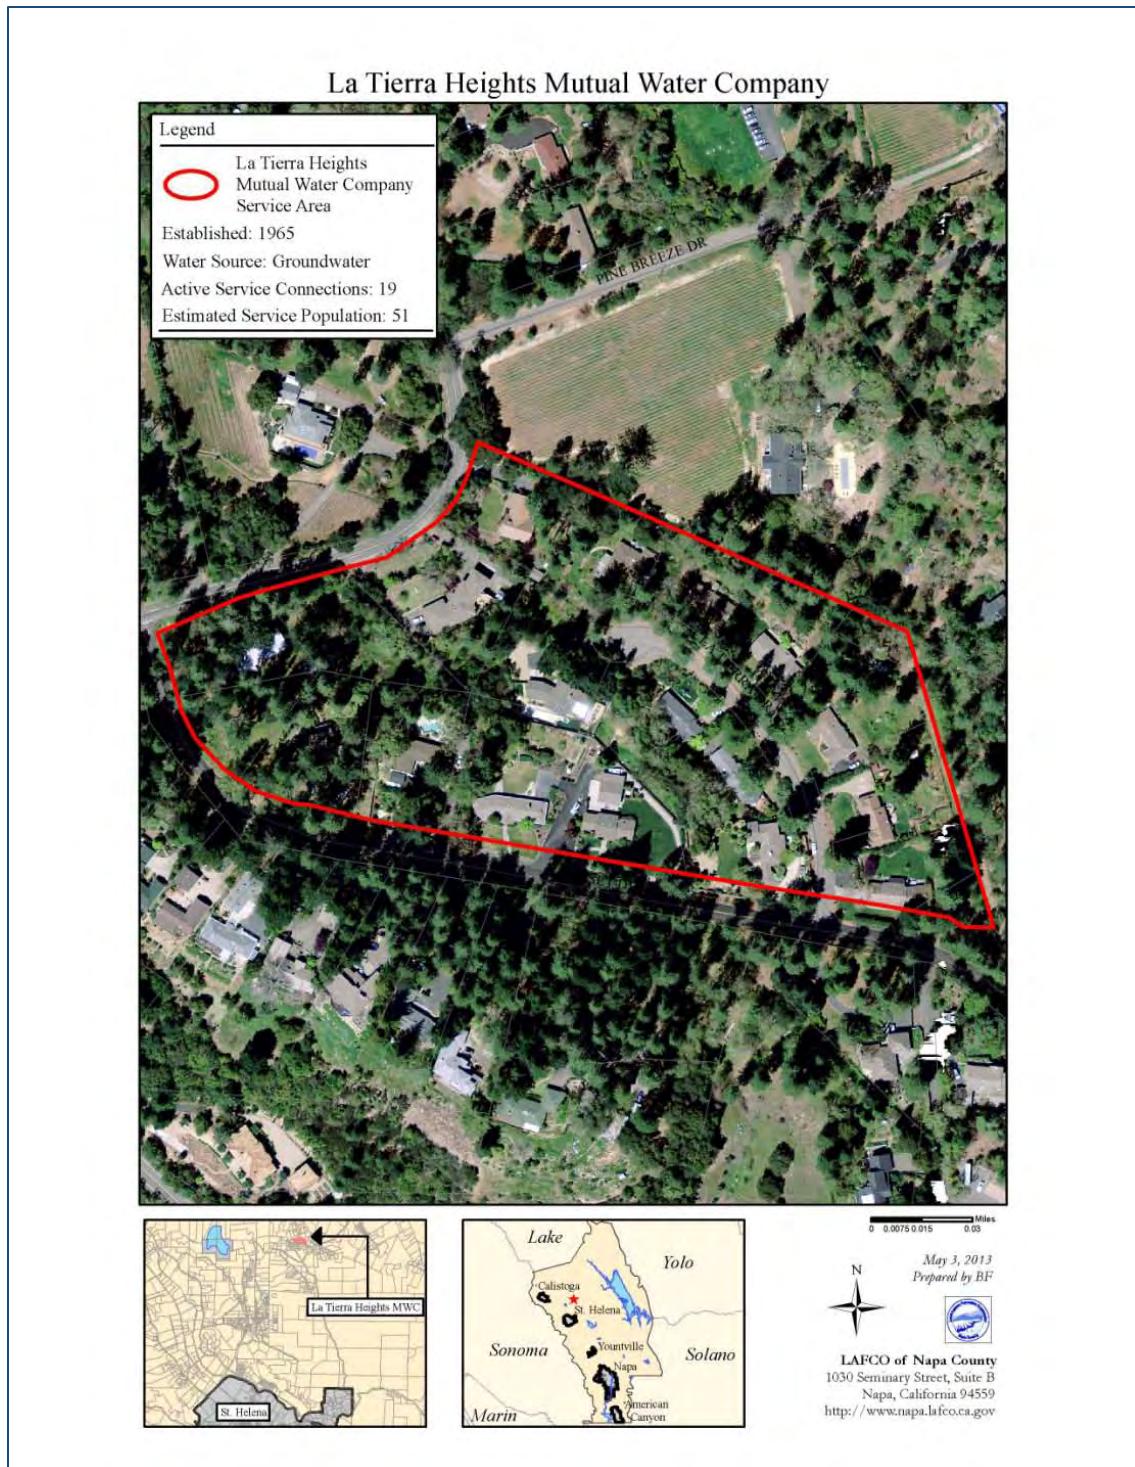 La Tierra Heights Mutual Water Company
Legend
La Tierra Heights
Mutual Water Company
Service Area
Established: 1965
Water Source: Groundwater
Active Service Connections: 19
Estimated Service Population: 51
PINE BREEZE DR
La Tierra Heights MWC
St. Helena
Lake
Yolo
Calistoga
St. Helena
Sonoma
Yountville
Solano
Napa
Marin
American
Canyon
Miles
0 0.0075 0.015 0.03
May 3, 2013
Prepared by BF
N
LAFCO of Napa County
1030 Seminary Street, Suite B
Napa, California 94559
http://www.napa.lafco.ca.gov